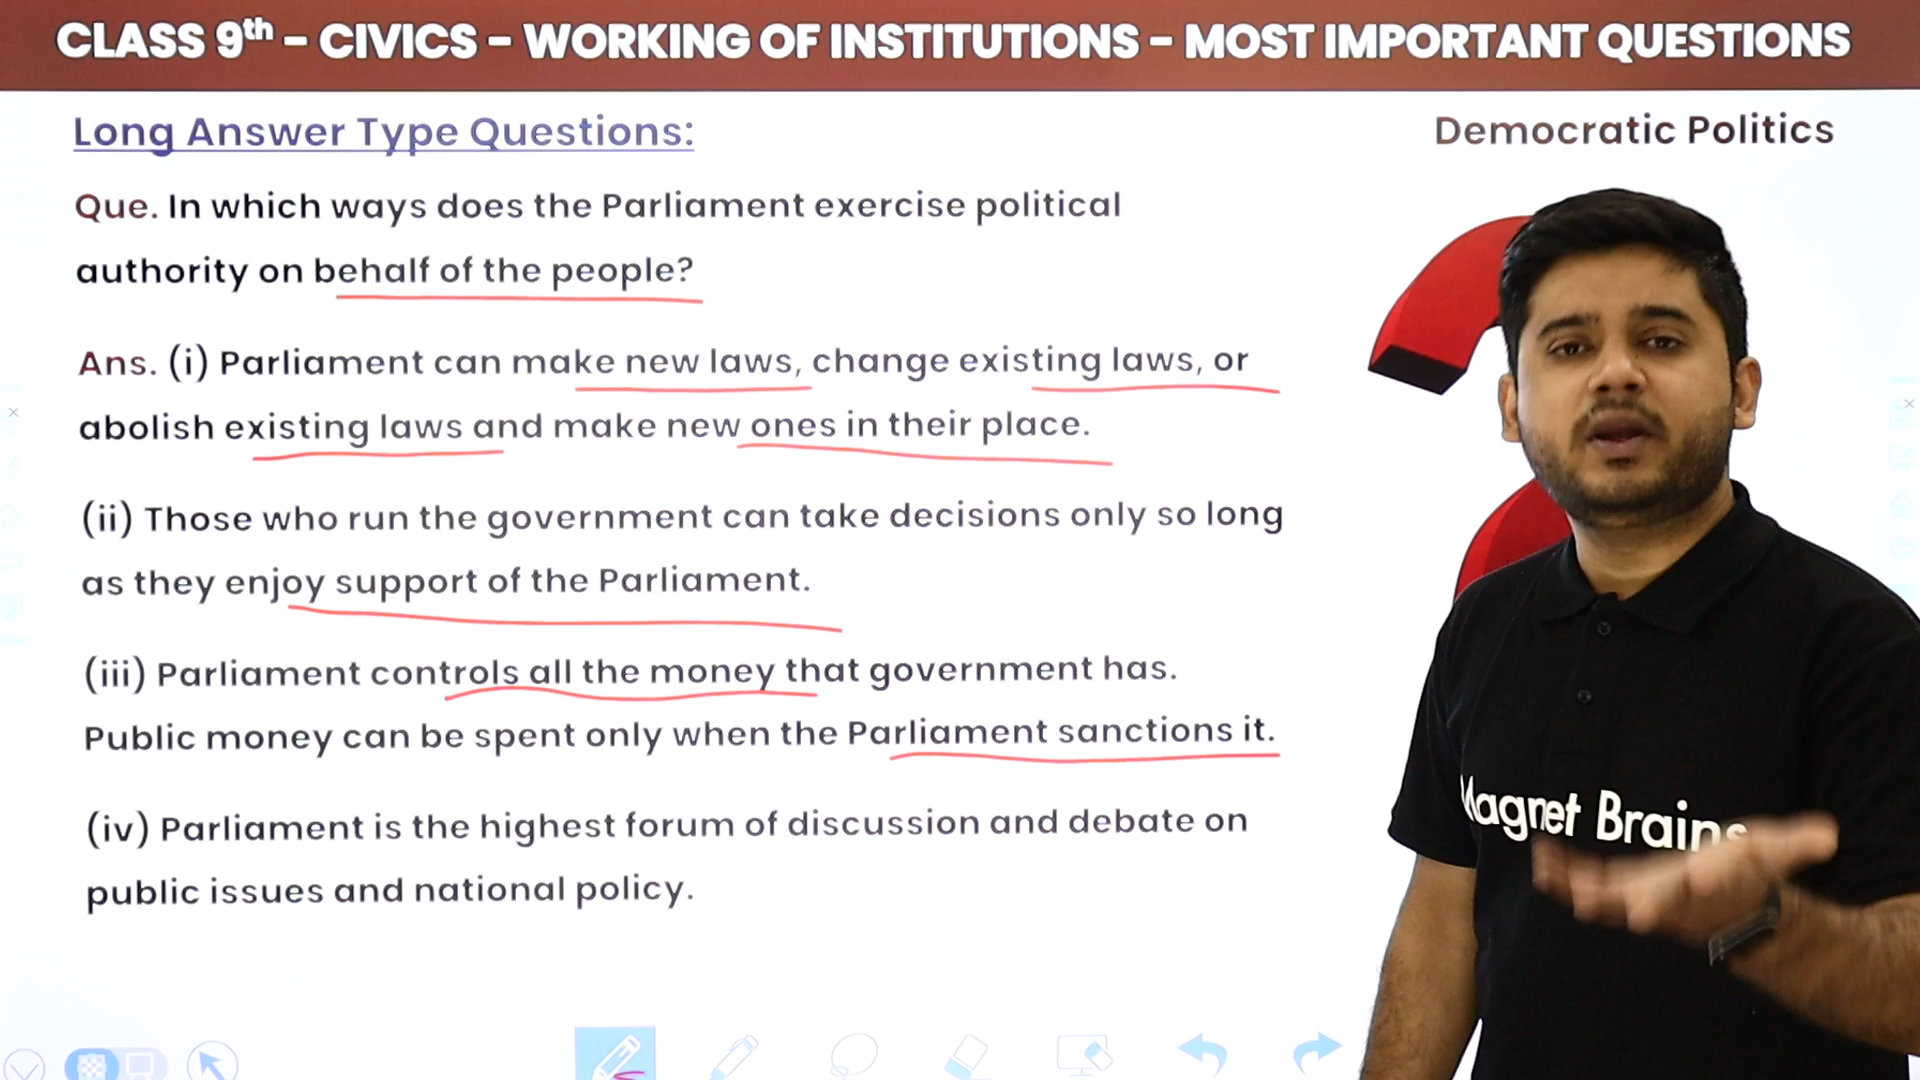 CLASS 9th - CIVICS - WORKING OF INSTITUTIONS - MOST IMPORTANT QUESTIONS
Long Answer Type Questions:
Democratic Politics
Que. In which ways does the Parliament exercise political
authority on behalf of the people?
Ans. (i) Parliament can make new laws, change existing laws, or
abolish existing laws and make new ones in their place.
(ii) Those who run the government can take decisions only so long
as they enjoy support of the Parliament.
(iii) Parliament controls all the money that government has.
Public money can be spent only when the Parliament sanctions it.
(iv) Parliament is the highest forum of discussion and debate on
public issues and national policy.
Magnet Brains